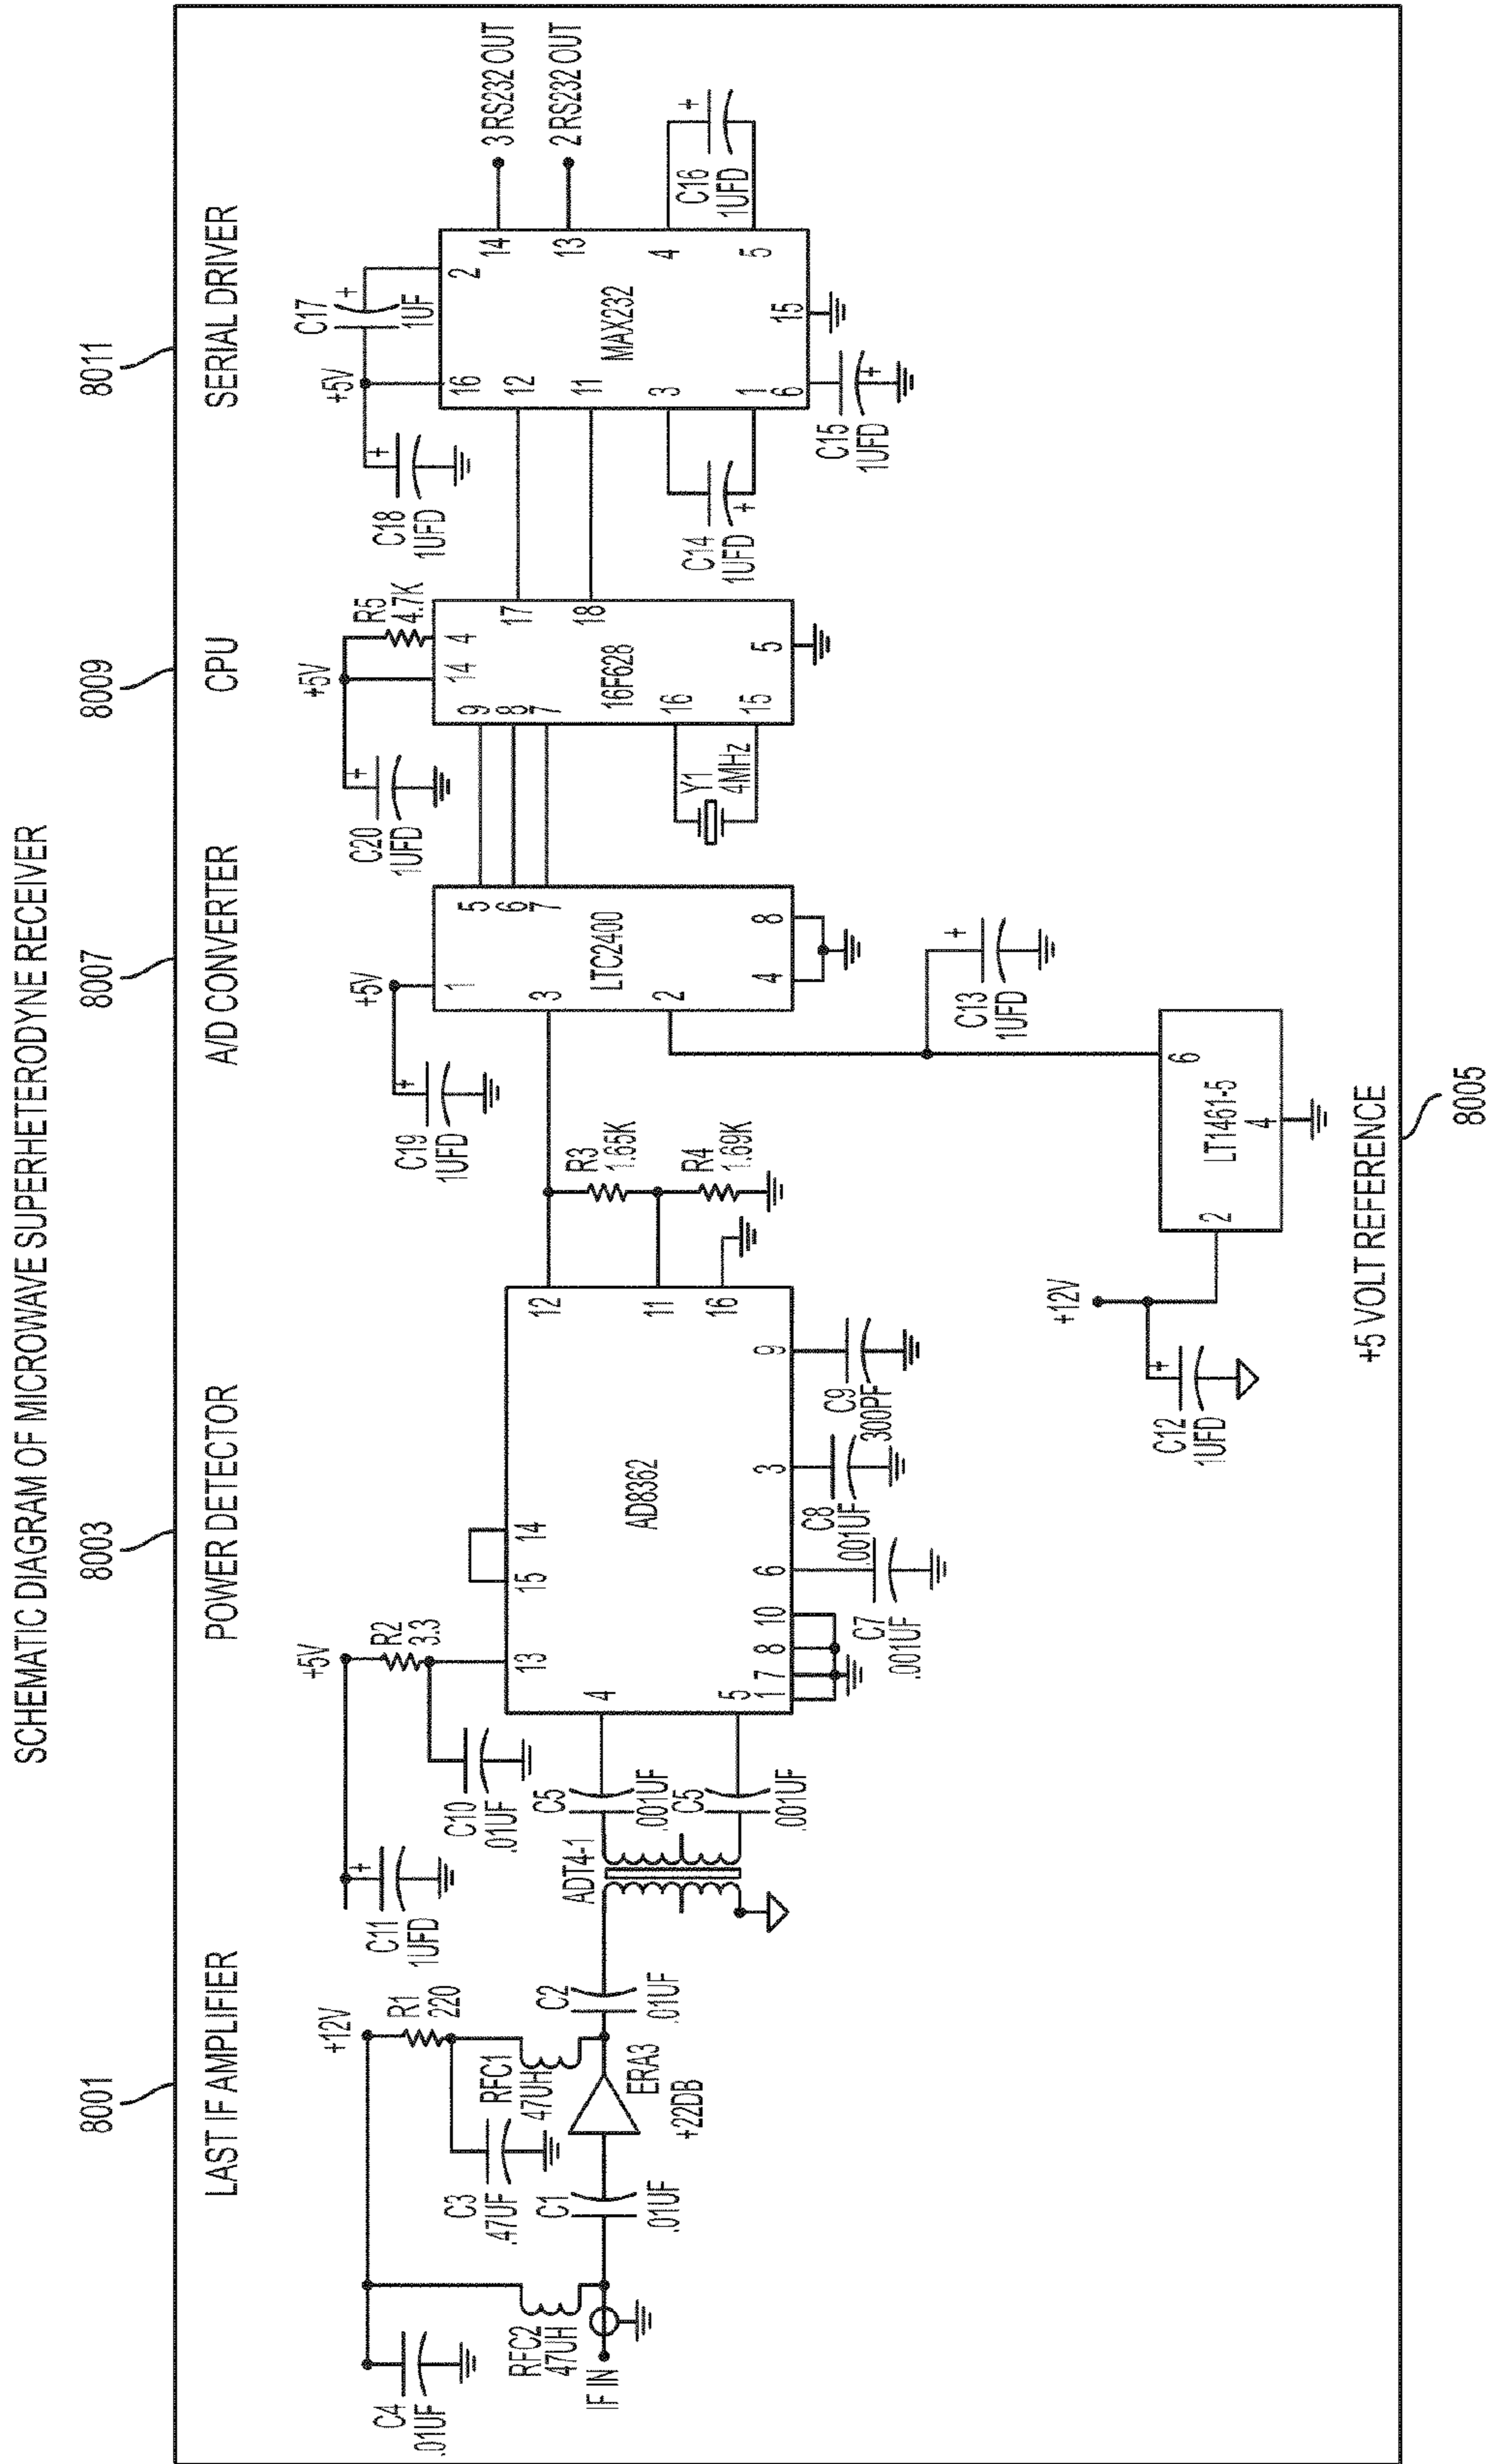 SCHEMATIC DIAGRAM OF MICROWAVE SUPERHETERODYNE RECEIVER
8001
8003
8007
8009
8011
LAST IF AMPLIFIER
POWER DETECTOR
A/D CONVERTER
CPU
SERIAL DRIVER
C4
.01UF
+12V
R1
220
RFC2
47UH
IF IN
C3
.47UF
RFC1
47UH
C1
.01UF
ERA3
+22DB
C2
.01UF
C11
1UFD
+5V
R2
3.3
C10
.01UF
ADT4-1
C5
.001UF
C5
.001UF
13
15
14
4
5
AD8362
12
11
16
1
7
8
10
6
3
9
C7
.001UF
C8
.001UF
C9
300PF
R3
1.65K
R4
1.69K
C19
1UFD
+5V
1
3
2
LTC2400
5
6
7
4
8
C13
1UFD
+12V
C12
1UFD
2
6
LT1461-5
4
+5 VOLT REFERENCE
8005
C20
1UFD
+5V
R5
4.7K
14
4
9
8
7
16F628
17
18
16
15
5
Y1
4MHz
C18
1UFD
+5V
C17
1UF
16
2
12
11
14
13
MAX232
3
1
6
4
5
15
3 RS232 OUT
2 RS232 OUT
C14
1UFD
C15
1UFD
C16
1UFD